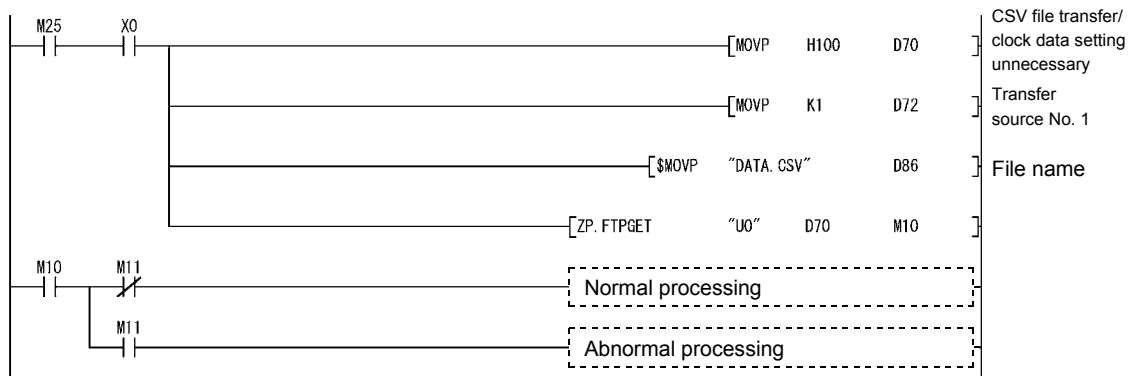 M25 X0
[MOVP H100 D70 ]
CSV file transfer/
clock data setting
unnecessary
[MOVP K1 D72 ]
Transfer
source No. 1
[$MOVP "DATA. CSV" D86 ]
File name
[ZP. FTPGET "U0" D70 M10 ]
M10 M11
Normal processing
M11
Abnormal processing